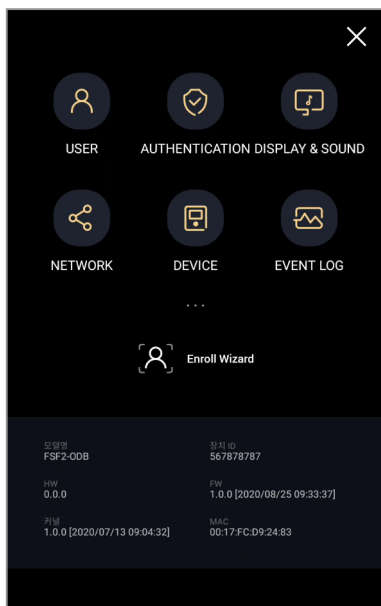 USER AUTHENTICATION DISPLAY & SOUND
NETWORK DEVICE EVENT LOG
...
Enroll Wizard
모델명 장치 ID
FSF2-ODB 567878787
HW FW
0.0.0 1.0.0 [2020/08/25 09:33:37]
커널 MAC
1.0.0 [2020/07/13 09:04:32] 00:17:FC:D9:24:83